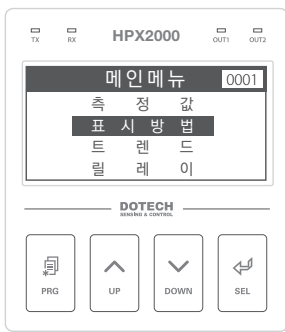 TX RX HPX2000 OUT1 OUT2
메인메뉴 0001
측 정 값
표 시 방 법
트 렌 드
릴 레 이
DOTECH
SENSING & CONTROL
PRG UP DOWN SEL